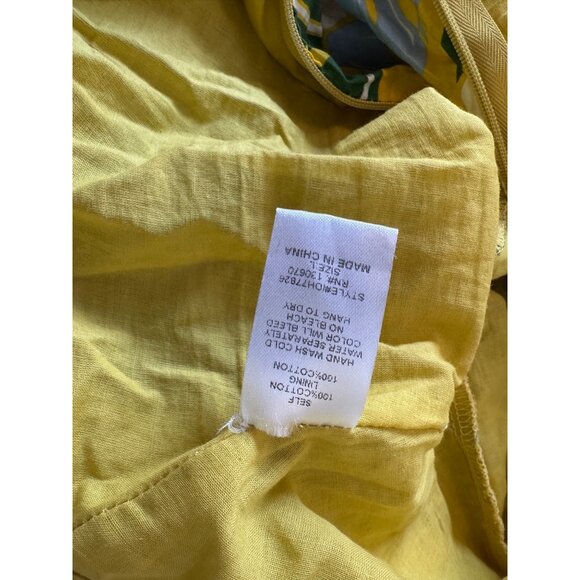 SELF
100%COTTON
LINING
100%COTTON
HAND WASH COLD
WATER SEPARATELY
COLOR WILL BLEED
NO BLEACH
HANG TO DRY
STYLE#IOH77826
RN#: 130670
SIZE: L
MADE IN CHINA